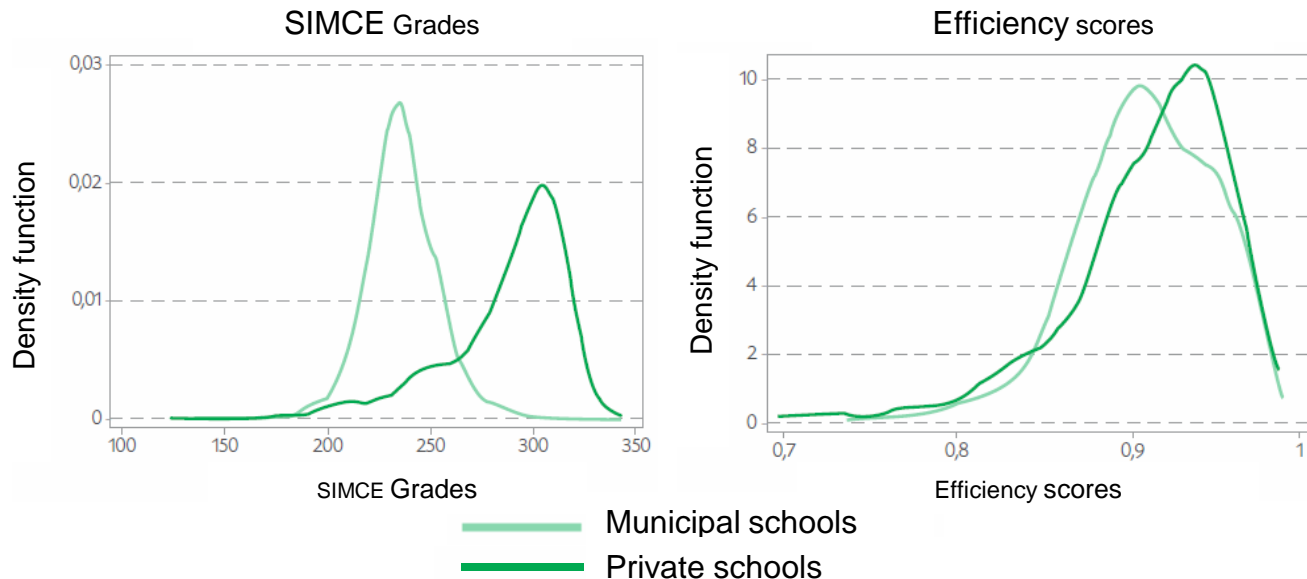 SIMCE Grades
0,03
0,02
0,01
0
Density function
100 150 200 250 300 350
SIMCE Grades
Efficiency scores
10
8
6
4
2
0
Density function
0,7 0,8 0,9 1
Efficiency scores
Municipal schools
Private schools